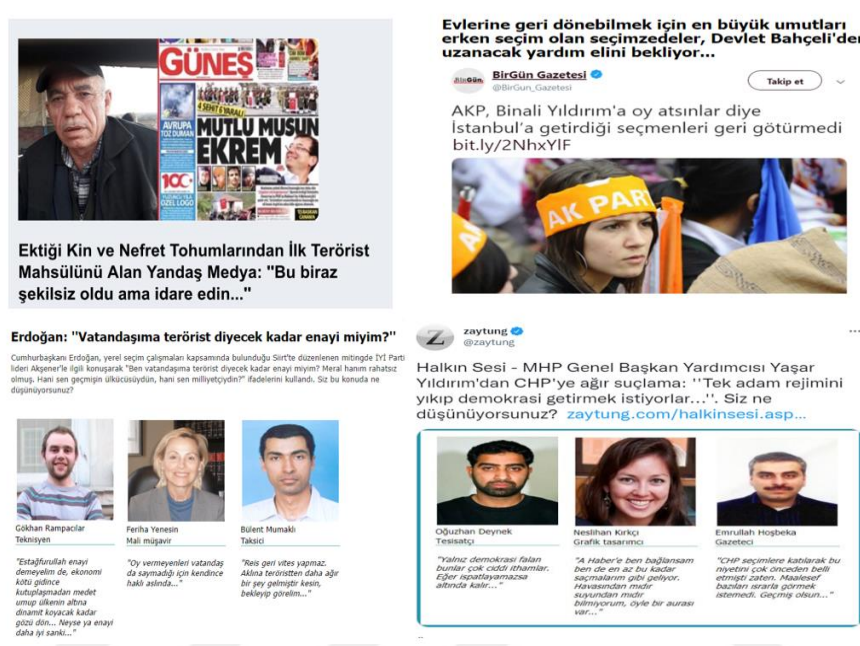 GÜNEŞ
4 ŞEHİT 6 YARALI
AVRUPA
TOZ DUMAN
MUTLU MUSUN
EKREM
Ektiği Kin ve Nefret Tohumlarından İlk Terörist
Mahsülünü Alan Yandaş Medya: "Bu biraz
şekilsiz oldu ama idare edin..."
Evlerine geri dönebilmek için en büyük umutları
erken seçim olan seçimzedeler, Devlet Bahçeli'den
uzanacak yardım elini bekliyor...
BirGün
BirGün Gazetesi
@BirGun_Gazetesi
Takip et
AKP, Binali Yıldırım'a oy atsınlar diye
İstanbul'a getirdiği seçmenleri geri götürmedi
bit.ly/2NhxYlF
AK PARTİ
Erdoğan: ''Vatandaşıma terörist diyecek kadar enayi miyim?''
Cumhurbaşkanı Erdoğan, yerel seçim çalışmaları kapsamında bulunduğu Siirt'te düzenlenen mitingde İYİ Parti
lideri Akşener'le ilgili konuşarak "Ben vatandaşıma terörist diyecek kadar enayi miyim? Meral hanım rahatsız
olmuş. Hani sen geçmişin ülkücüsüydün, hani sen milliyetçiydin?" ifadelerini kullandı. Siz bu konuda ne
düşünüyorsunuz?
Gökhan Rampacılar
Teknisyen
"Estağfurullah enayi
demeyelim de, ekonomi
kötü gidince
kutuplaşmadan medet
umup ülkenin altına
dinamit koyacak kadar
gözü dön... Neyse ya enayi
daha iyi sanki..."
Feriha Yenesin
Mali müşavir
"Oy vermeyenleri vatandaş
da saymadığı için kendince
haklı aslında..."
Bülent Mumaklı
Taksici
"Reis geri vites yapmaz.
Aklına teröristten daha ağır
bir şey gelmiştir kesin,
bekleyip görelim..."
Z
zaytung
@zaytung
Halkın Sesi - MHP Genel Başkan Yardımcısı Yaşar
Yıldırım'dan CHP'ye ağır suçlama: ''Tek adam rejimini
yıkıp demokrasi getirmek istiyorlar...''. Siz ne
düşünüyorsunuz? zaytung.com/halkinsesi.asp...
Oğuzhan Deynek
Tesisatçı
"Yalnız demokrasi falan
bunlar çok ciddi ithamlar.
Eğer ispatlayamazsa
altında kalır..."
Neslihan Kırkçı
Grafik tasarımcı
"A Haber'e ben bağlansam
ben de en az bu kadar
saçmalarım gibi geliyor.
Havasından mıdır
suyundan mıdır
bilmiyorum, öyle bir aurası
var..."
Emrullah Hoşbeka
Gazeteci
"CHP seçimlere katılarak bu
niyetini çok önceden belli
etmişti zaten. Maalesef
bazıları ısrarla görmek
istemedi. Geçmiş olsun..."